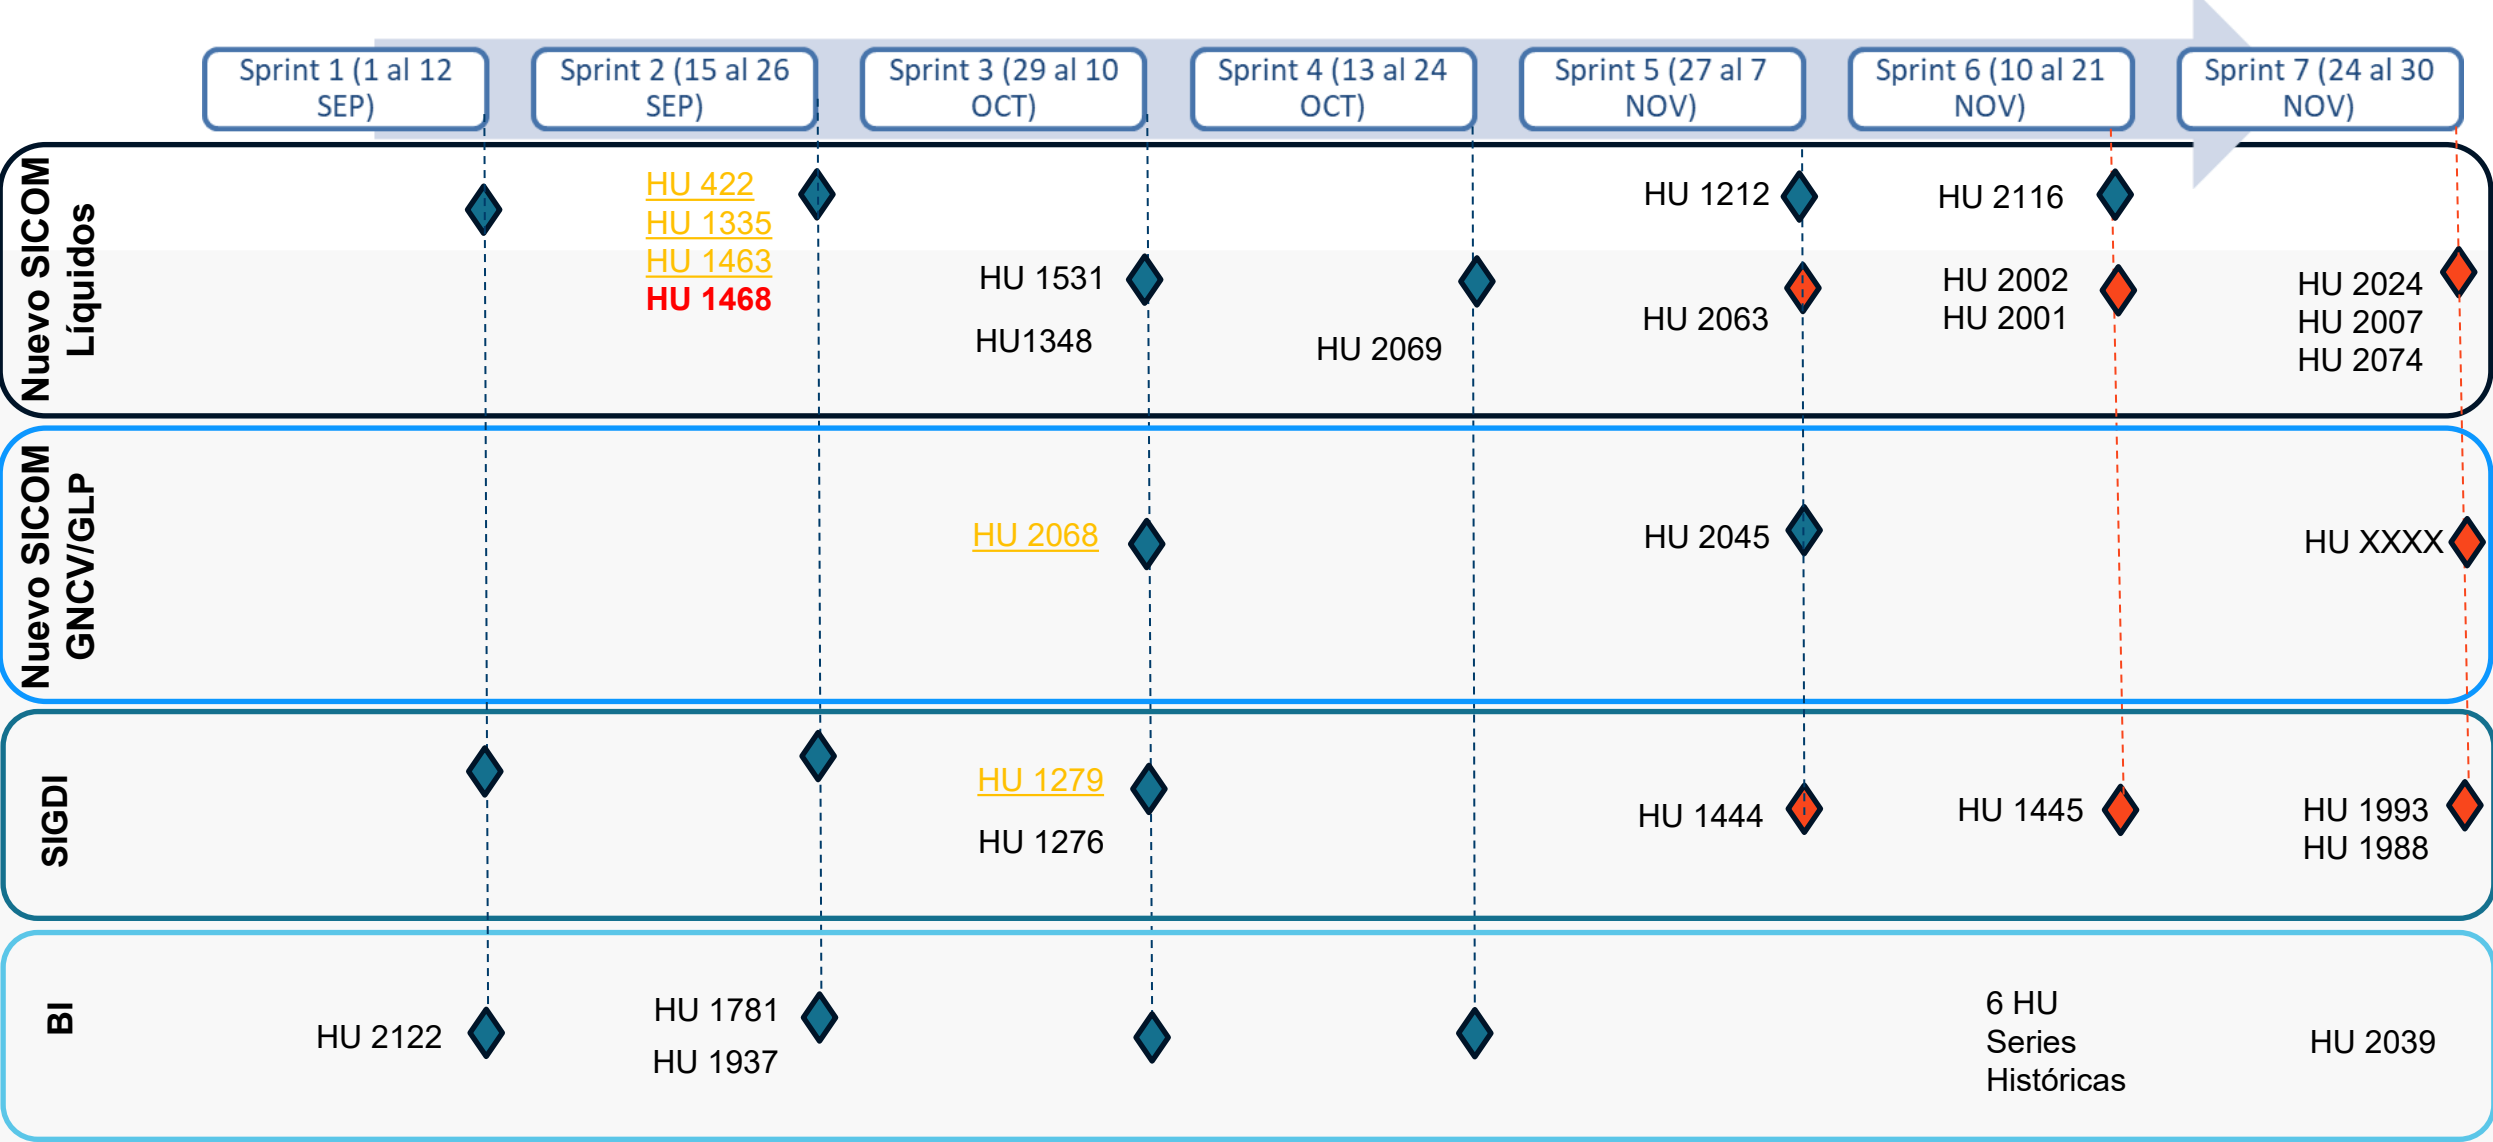 Sprint 1 (1 al 12
SEP)
Sprint 2 (15 al 26
SEP)
Sprint 3 (29 al 10
OCT)
Sprint 4 (13 al 24
OCT)
Sprint 5 (27 al 7
NOV)
Sprint 6 (10 al 21
NOV)
Sprint 7 (24 al 30
NOV)
Nuevo SICOM
Líquidos
HU 422
HU 1335
HU 1463
HU 1468
HU 1531
HU1348
HU 2069
HU 1212
HU 2063
HU 2116
HU 2002
HU 2001
HU 2024
HU 2007
HU 2074
Nuevo SICOM
GNCV/GLP
HU 2068
HU 2045
HU XXXX
SIGDI
HU 1279
HU 1276
HU 1444
HU 1445
HU 1993
HU 1988
BI
HU 2122
HU 1781
HU 1937
6 HU
Series
Históricas
HU 2039